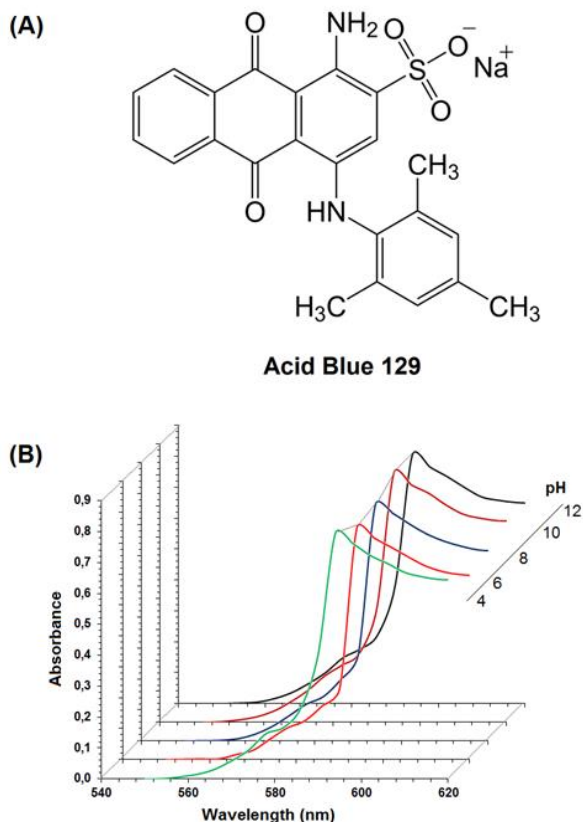 (A)
O
NH₂
O
O⁻
S
Na⁺
O
O
HN
CH₃
H₃C
CH₃
Acid Blue 129
(B)
pH
12
10
8
6
4
0,9
0,8
0,7
0,6
0,5
0,4
0,3
0,2
0,1
0,0
Absorbance
540 560 580 600 620
Wavelength (nm)